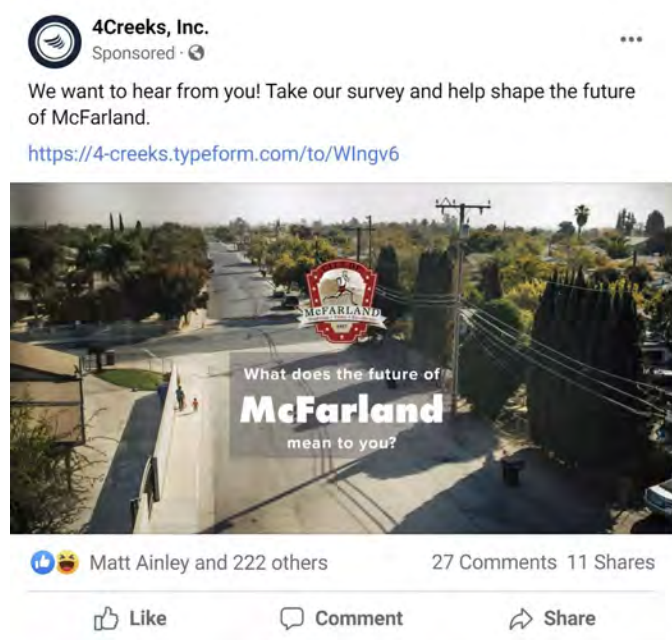 4Creeks, Inc.
Sponsored ·
We want to hear from you! Take our survey and help shape the future
of McFarland.
https://4-creeks.typeform.com/to/WIngv6
McFARLAND
What does the future of
McFarland
mean to you?
Matt Ainley and 222 others
27 Comments 11 Shares
Like
Comment
Share